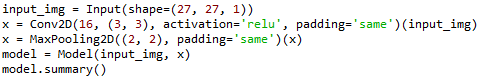 input_img = Input(shape=(27, 27, 1))
x = Conv2D(16, (3, 3), activation='relu', padding='same')(input_img)
x = MaxPooling2D((2, 2), padding='same')(x)
model = Model(input_img, x)
model.summary()